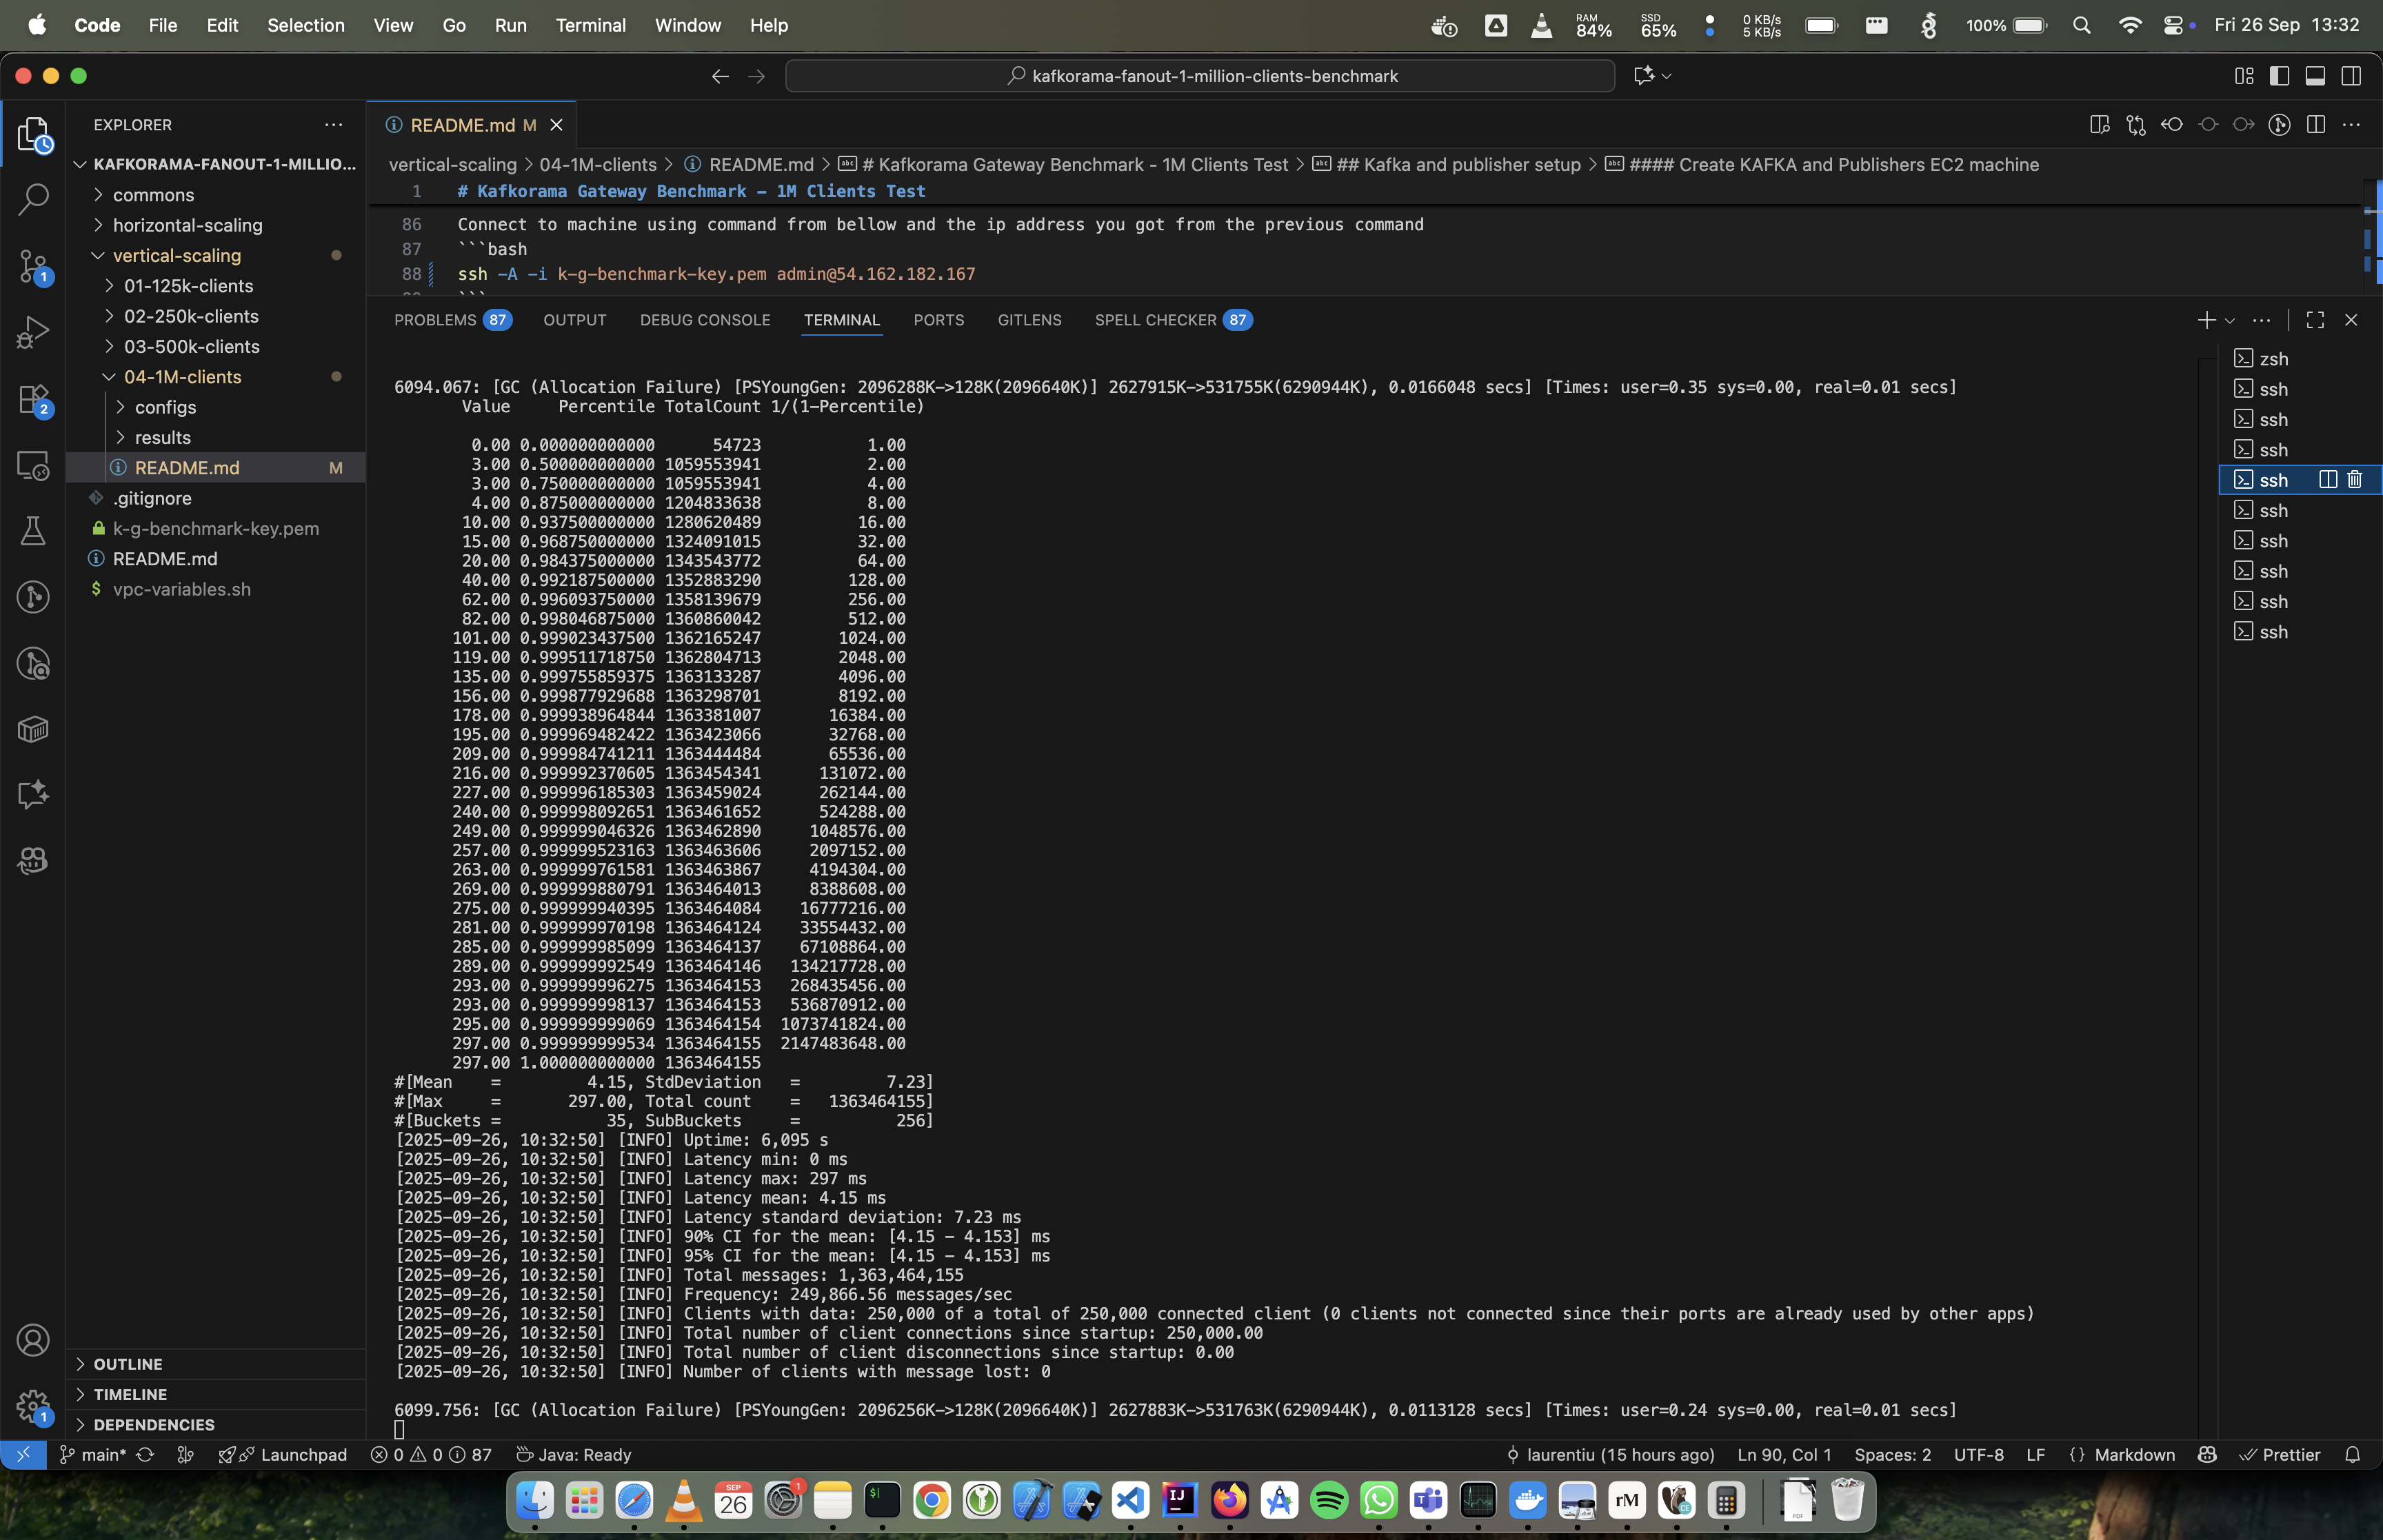 Code File Edit Selection View Go Run Terminal Window Help
RAM 84% SSD 65% 0 KB/s 5 KB/s 100% Fri 26 Sep 13:32
kafkorama-fanout-1-million-clients-benchmark
EXPLORER
KAFKORAMA-FANOUT-1-MILLIO...
commons
horizontal-scaling
vertical-scaling
01-125k-clients
02-250k-clients
03-500k-clients
04-1M-clients
configs
results
README.md M
.gitignore
k-g-benchmark-key.pem
README.md
vpc-variables.sh
OUTLINE
TIMELINE
DEPENDENCIES
1
2
1
README.md M
vertical-scaling > 04-1M-clients > README.md > # Kafkorama Gateway Benchmark - 1M Clients Test > ## Kafka and publisher setup > #### Create KAFKA and Publishers EC2 machine
1 # Kafkorama Gateway Benchmark - 1M Clients Test
86 Connect to machine using command from bellow and the ip address you got from the previous command
87 ```bash
88 ssh -A -i k-g-benchmark-key.pem admin@54.162.182.167
PROBLEMS 87 OUTPUT DEBUG CONSOLE TERMINAL PORTS GITLENS SPELL CHECKER 87
6094.067: [GC (Allocation Failure) [PSYoungGen: 2096288K->128K(2096640K)] 2627915K->531755K(6290944K), 0.0166048 secs] [Times: user=0.35 sys=0.00, real=0.01 secs]
Value Percentile TotalCount 1/(1-Percentile)
0.00 0.000000000000 54723 1.00
3.00 0.500000000000 1059553941 2.00
3.00 0.750000000000 1059553941 4.00
4.00 0.875000000000 1204833638 8.00
10.00 0.937500000000 1280620489 16.00
15.00 0.968750000000 1324091015 32.00
20.00 0.984375000000 1343543772 64.00
40.00 0.992187500000 1352883290 128.00
62.00 0.996093750000 1358139679 256.00
82.00 0.998046875000 1360860042 512.00
101.00 0.999023437500 1362165247 1024.00
119.00 0.999511718750 1362804713 2048.00
135.00 0.999755859375 1363133287 4096.00
156.00 0.999877929688 1363298701 8192.00
178.00 0.999938964844 1363381007 16384.00
195.00 0.999969482422 1363423066 32768.00
209.00 0.999984741211 1363444484 65536.00
216.00 0.999992370605 1363454341 131072.00
227.00 0.999996185303 1363459024 262144.00
240.00 0.999998092651 1363461652 524288.00
249.00 0.999999046326 1363462890 1048576.00
257.00 0.999999523163 1363463606 2097152.00
263.00 0.999999761581 1363463867 4194304.00
269.00 0.999999880791 1363464013 8388608.00
275.00 0.999999940395 1363464084 16777216.00
281.00 0.999999970198 1363464124 33554432.00
285.00 0.999999985099 1363464137 67108864.00
289.00 0.999999992549 1363464146 134217728.00
293.00 0.999999996275 1363464153 268435456.00
293.00 0.999999998137 1363464153 536870912.00
295.00 0.999999999069 1363464154 1073741824.00
297.00 0.999999999534 1363464155 2147483648.00
297.00 1.000000000000 1363464155
#[Mean = 4.15, StdDeviation = 7.23]
#[Max = 297.00, Total count = 1363464155]
#[Buckets = 35, SubBuckets = 256]
[2025-09-26, 10:32:50] [INFO] Uptime: 6,095 s
[2025-09-26, 10:32:50] [INFO] Latency min: 0 ms
[2025-09-26, 10:32:50] [INFO] Latency max: 297 ms
[2025-09-26, 10:32:50] [INFO] Latency mean: 4.15 ms
[2025-09-26, 10:32:50] [INFO] Latency standard deviation: 7.23 ms
[2025-09-26, 10:32:50] [INFO] 90% CI for the mean: [4.15 - 4.153] ms
[2025-09-26, 10:32:50] [INFO] 95% CI for the mean: [4.15 - 4.153] ms
[2025-09-26, 10:32:50] [INFO] Total messages: 1,363,464,155
[2025-09-26, 10:32:50] [INFO] Frequency: 249,866.56 messages/sec
[2025-09-26, 10:32:50] [INFO] Clients with data: 250,000 of a total of 250,000 connected client (0 clients not connected since their ports are already used by other apps)
[2025-09-26, 10:32:50] [INFO] Total number of client connections since startup: 250,000.00
[2025-09-26, 10:32:50] [INFO] Total number of client disconnections since startup: 0.00
[2025-09-26, 10:32:50] [INFO] Number of clients with message lost: 0
6099.756: [GC (Allocation Failure) [PSYoungGen: 2096256K->128K(2096640K)] 2627883K->531763K(6290944K), 0.0113128 secs] [Times: user=0.24 sys=0.00, real=0.01 secs]
zsh
ssh
ssh
ssh
ssh
ssh
ssh
ssh
ssh
ssh
main* Launchpad 0 0 87 Java: Ready laurentiu (15 hours ago) Ln 90, Col 1 Spaces: 2 UTF-8 LF {} Markdown Prettier
SEP 26 1 $ IJ rM CE PDF